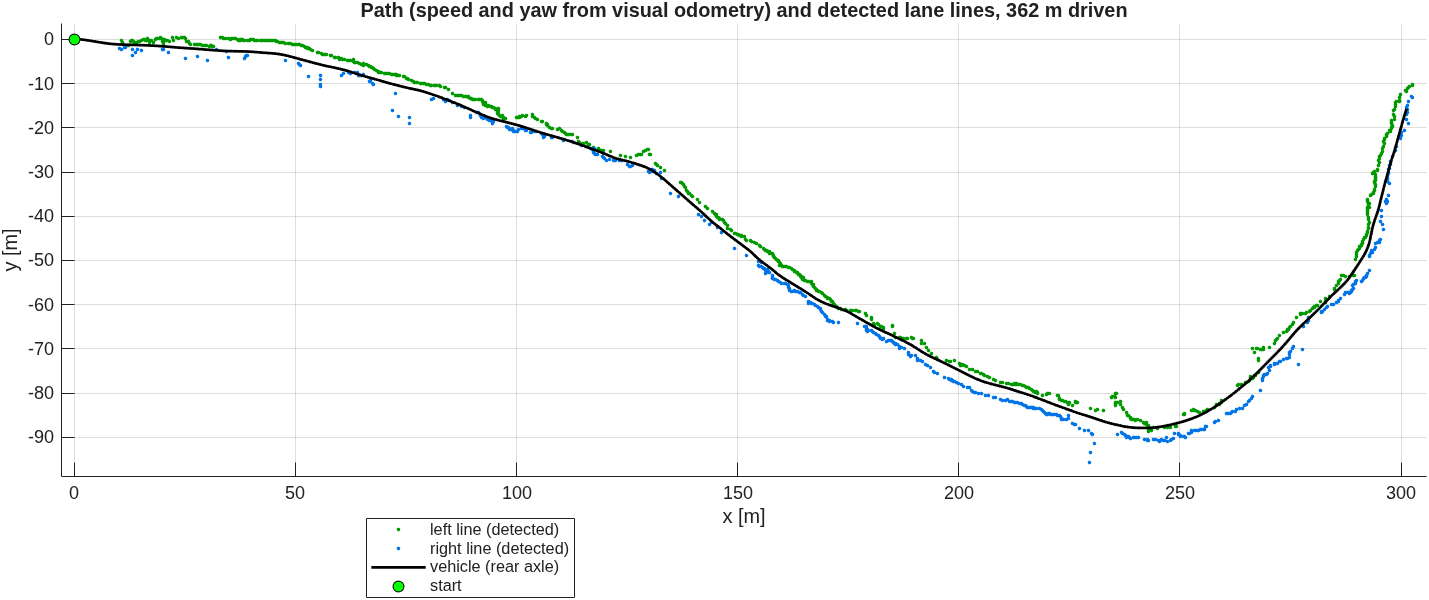 Path (speed and yaw from visual odometry) and detected lane lines, 362 m driven
0
-10
-20
-30
-40
-50
-60
-70
-80
-90
y [m]
0 50 100 150 200 250 300
x [m]
left line (detected)
right line (detected)
vehicle (rear axle)
start